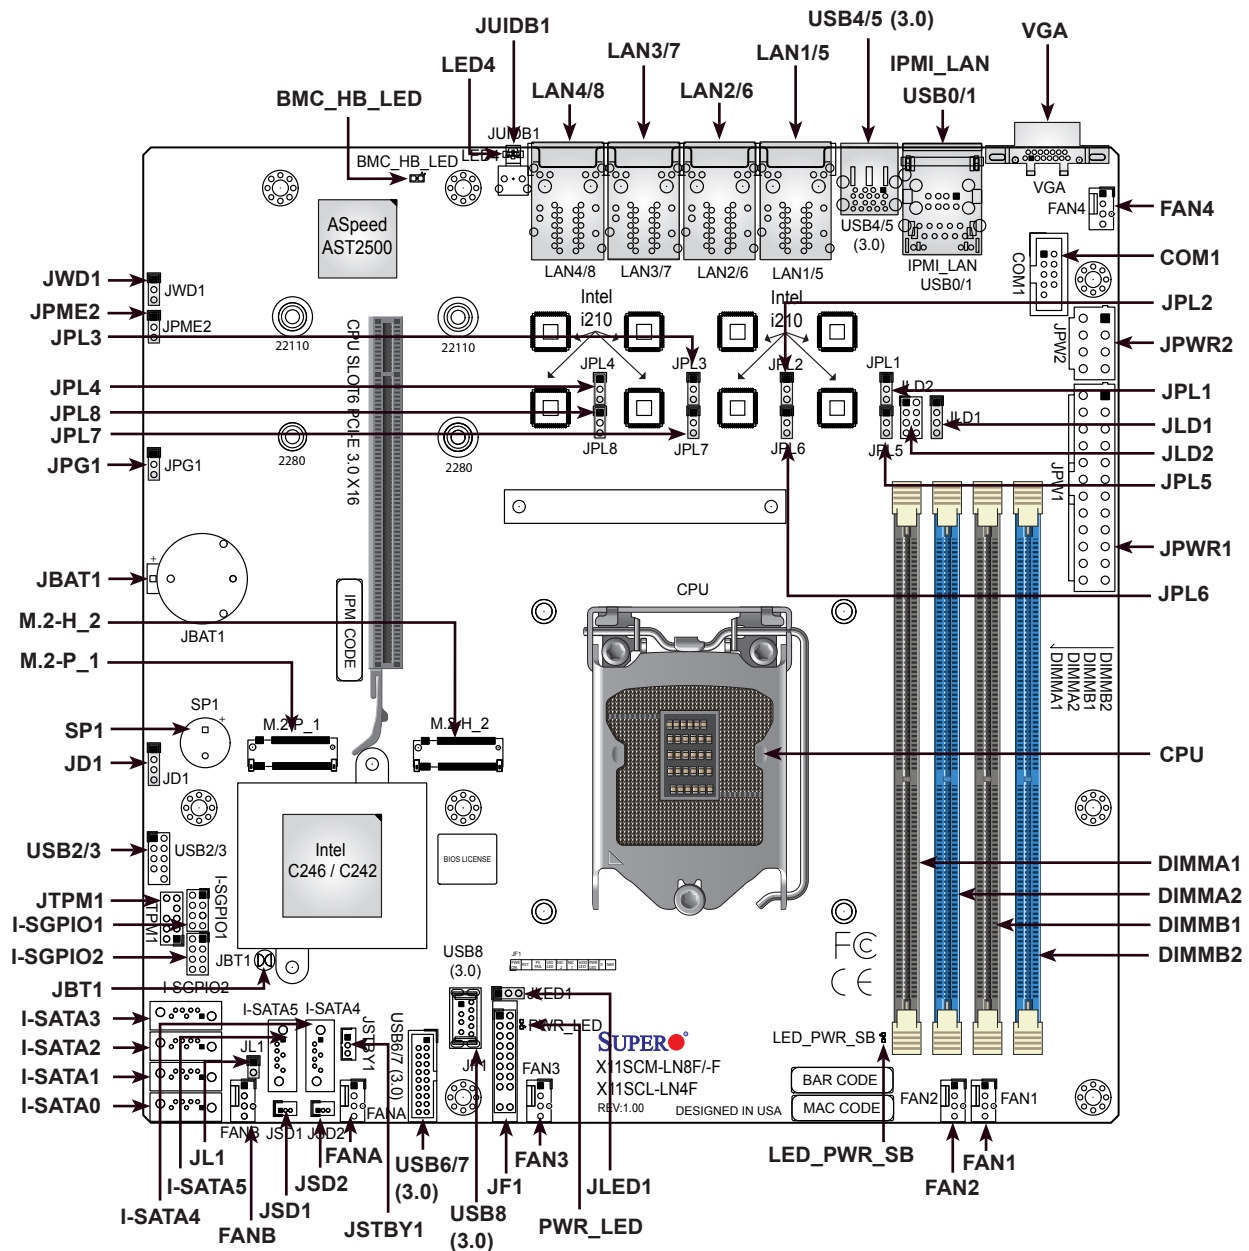 USB4/5 (3.0)
JUIDB1
VGA
LAN3/7
LAN1/5
LED4
IPMI_LAN
USB0/1
BMC_HB_LED
LAN4/8
LAN2/6
JUIDB1
BMC_HB_LED
VGA
FAN4
FAN4
ASpeed
AST2500
USB4/5
(3.0)
COM1
COM1
LAN4/8
LAN3/7
LAN2/6
LAN1/5
IPMI_LAN
USB0/1
JWD1
JWD1
Intel
i210
Intel
i210
JPL2
JPME2
JPME2
JPL3
22110
22110
CPU SLOT6 PCI-E 3.0 X16
JPW2
JPWR2
JPL4
JPL3
JPL2
JPL1
JPL4
JLD2
JPL1
JPL8
JLD1
JLD1
JPL7
JPL8
JPL7
JPL6
JPL5
JLD2
JPG1
JPG1
2280
2280
JPL5
JPW1
JPWR1
JBAT1
JBAT1
CPU
JPL6
IPMI CODE
M.2-H_2
M.2-P_1
DIMMA1
DIMMA2
DIMMB1
DIMMB2
SP1
SP1
M.2-P_1
M.2-H_2
CPU
JD1
JD1
USB2/3
USB2/3
Intel
C246 / C242
BIOS LICENSE
DIMMA1
JTPM1
JTPM1
I-SGPIO1
I-SGPIO1
DIMMA2
DIMMB1
I-SGPIO2
I-SGPIO2
JBT1
USB8
(3.0)
JF1
FC
CE
DIMMB2
JBT1
I-SATA3
I-SATA5
I-SATA4
JLED1
I-SATA2
JL1
JSTBY1
USB6/7 (3.0)
PWR_LED
SUPER
LED_PWR_SB
I-SATA1
JF1
FAN3
X11SCM-LN8F/-F
X11SCL-LN4F
BAR CODE
FAN2
FAN1
I-SATA0
FANA
REV:1.00
DESIGNED IN USA
MAC CODE
FANB
JSD1
JSD2
JL1
FANA
USB6/7
(3.0)
FAN3
LED_PWR_SB
FAN1
I-SATA5
JSD2
JF1
JLED1
FAN2
I-SATA4
JSD1
USB8
(3.0)
FANB
JSTBY1
PWR_LED